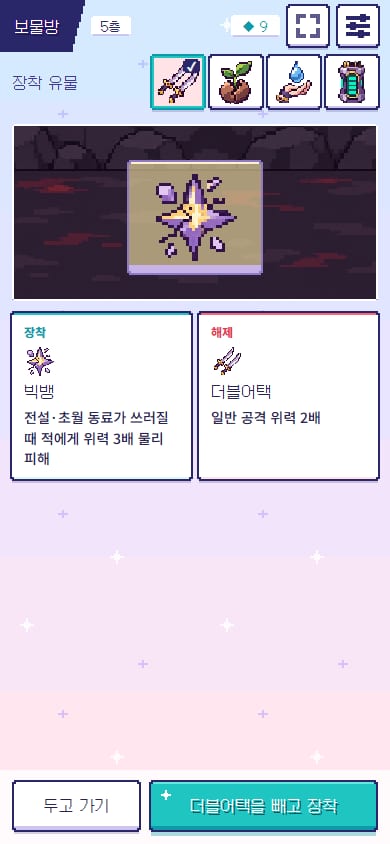 보물방
5층
9
장착 유물
장착
빅뱅
전설·초월 동료가 쓰러질
때 적에게 위력 3배 물리
피해
해제
더블어택
일반 공격 위력 2배
두고 가기
더블어택을 빼고 장착